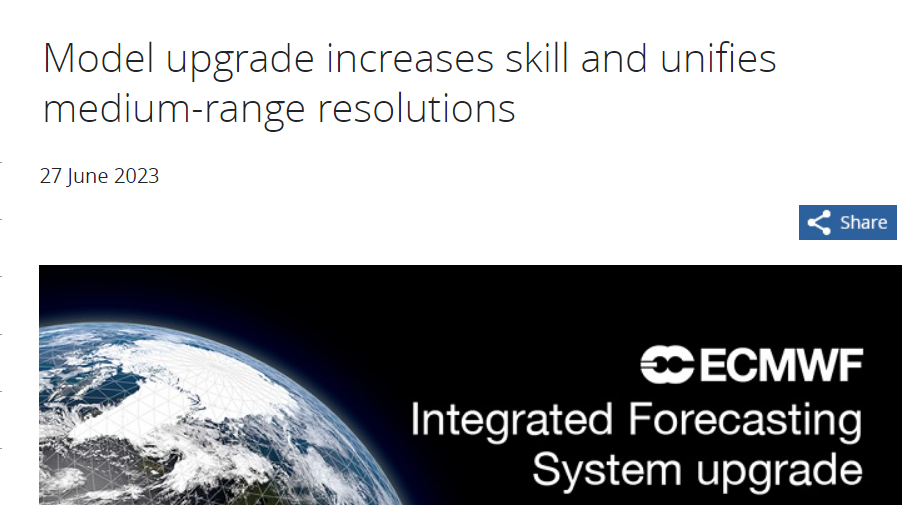 Model upgrade increases skill and unifies
medium-range resolutions
27 June 2023
Share
ECMWF
Integrated Forecasting
System upgrade